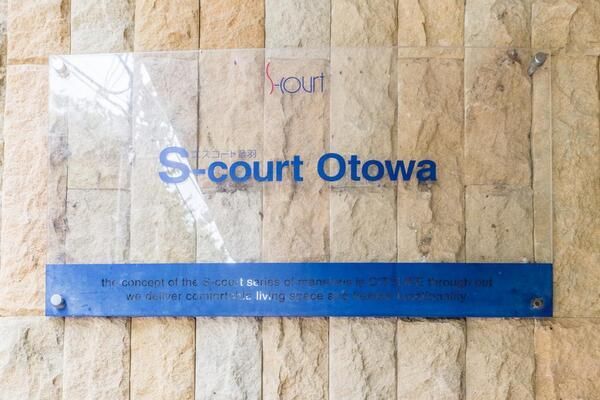 S-court
エスコート音羽
S-court Otowa
the concept of the S-court series of mansions is through out
we deliver comfortable living space and